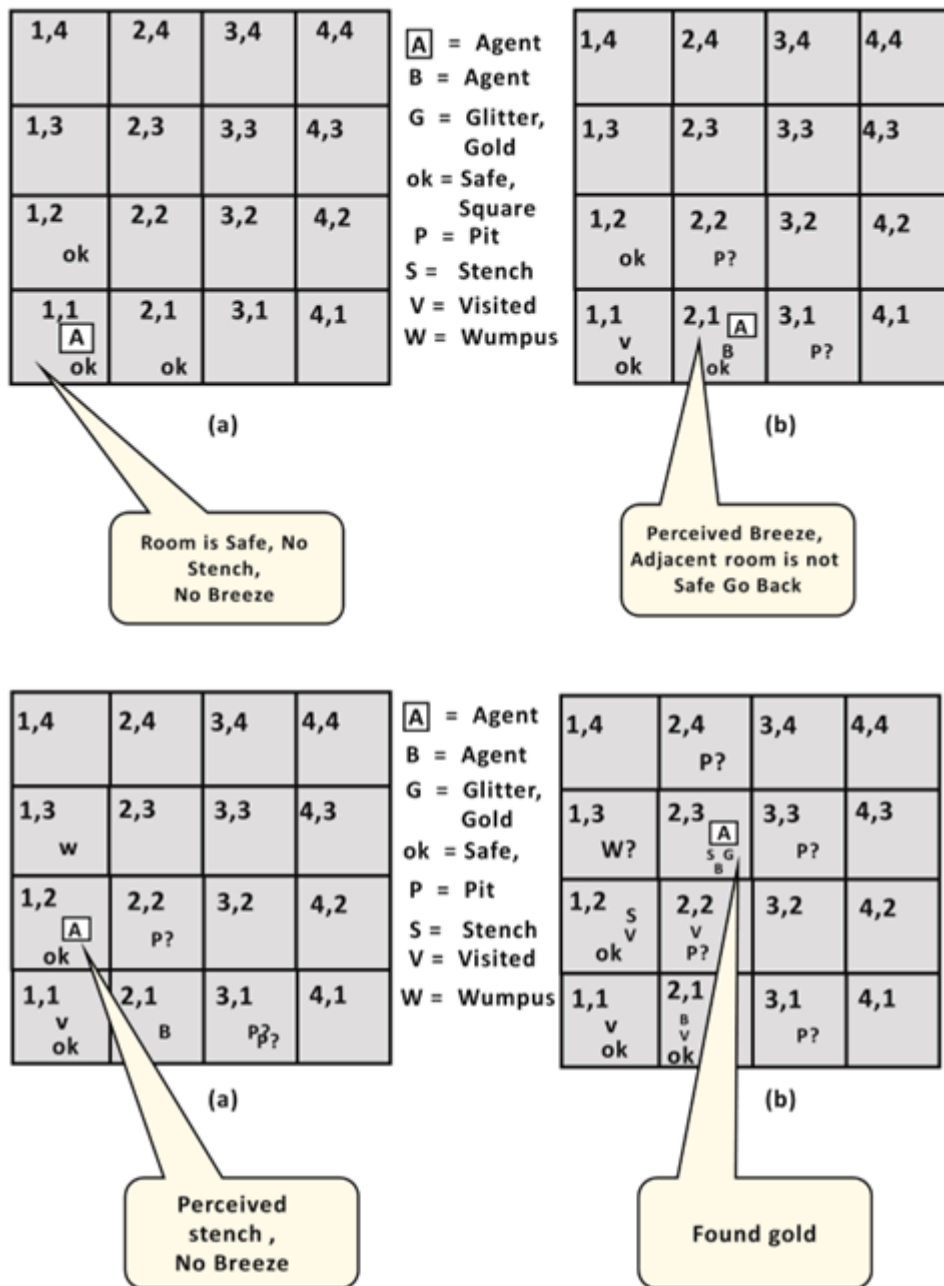 1,4 2,4 3,4 4,4
1,3 2,3 3,3 4,3
1,2 2,2 3,2 4,2
ok
1,1 2,1 3,1 4,1
A
ok ok
(a)
Room is Safe, No
Stench,
No Breeze
A = Agent
B = Agent
G = Glitter,
Gold
ok = Safe,
Square
P = Pit
S = Stench
V = Visited
W = Wumpus
1,4 2,4 3,4 4,4
1,3 2,3 3,3 4,3
1,2 2,2 3,2 4,2
ok P?
1,1 2,1 A 3,1 4,1
v B P?
ok ok
(b)
Perceived Breeze,
Adjacent room is not
Safe Go Back
1,4 2,4 3,4 4,4
1,3 2,3 3,3 4,3
w
1,2 2,2 3,2 4,2
A P?
ok
1,1 2,1 3,1 4,1
v B P? P?
ok
(a)
Perceived
stench ,
No Breeze
A = Agent
B = Agent
G = Glitter,
Gold
ok = Safe,
P = Pit
S = Stench
V = Visited
W = Wumpus
1,4 2,4 3,4 4,4
P?
1,3 2,3 3,3 4,3
A
W? S G P?
B
1,2 2,2 3,2 4,2
S
V V
ok P?
1,1 2,1 3,1 4,1
v B P?
V
ok ok
(b)
Found gold